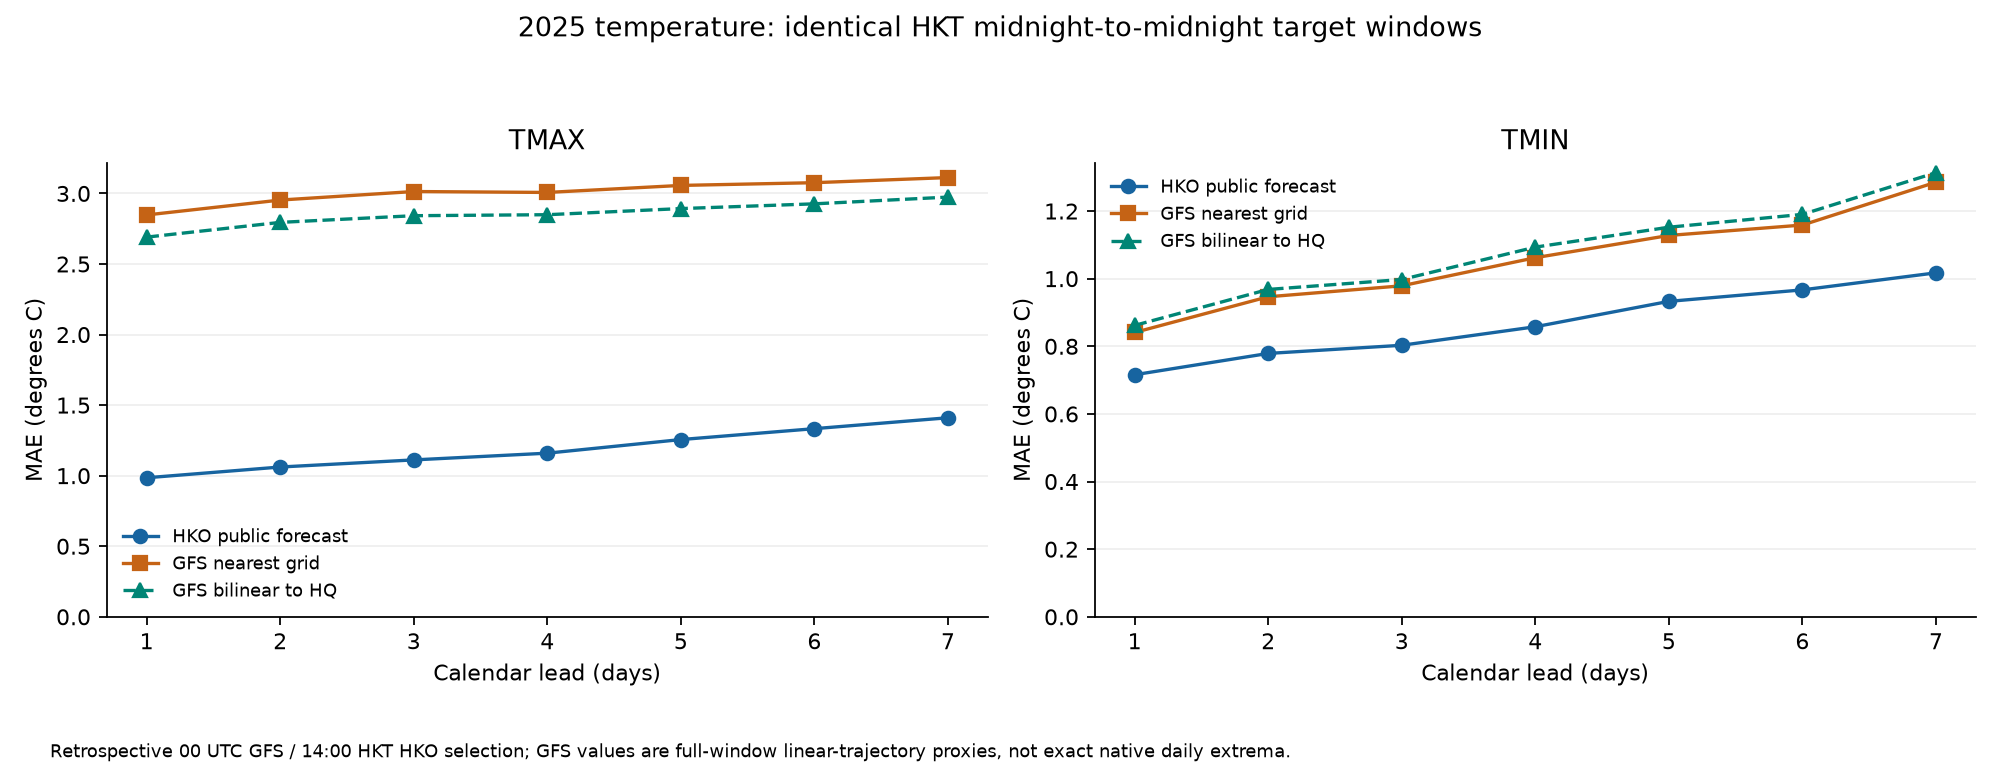 2025 temperature: identical HKT midnight-to-midnight target windows
TMAX
MAE (degrees C)
3.0
2.5
2.0
1.5
1.0
0.5
0.0
HKO public forecast
GFS nearest grid
GFS bilinear to HQ
1 2 3 4 5 6 7
Calendar lead (days)
TMIN
MAE (degrees C)
1.2
1.0
0.8
0.6
0.4
0.2
0.0
HKO public forecast
GFS nearest grid
GFS bilinear to HQ
1 2 3 4 5 6 7
Calendar lead (days)
Retrospective 00 UTC GFS / 14:00 HKT HKO selection; GFS values are full-window linear-trajectory proxies, not exact native daily extrema.